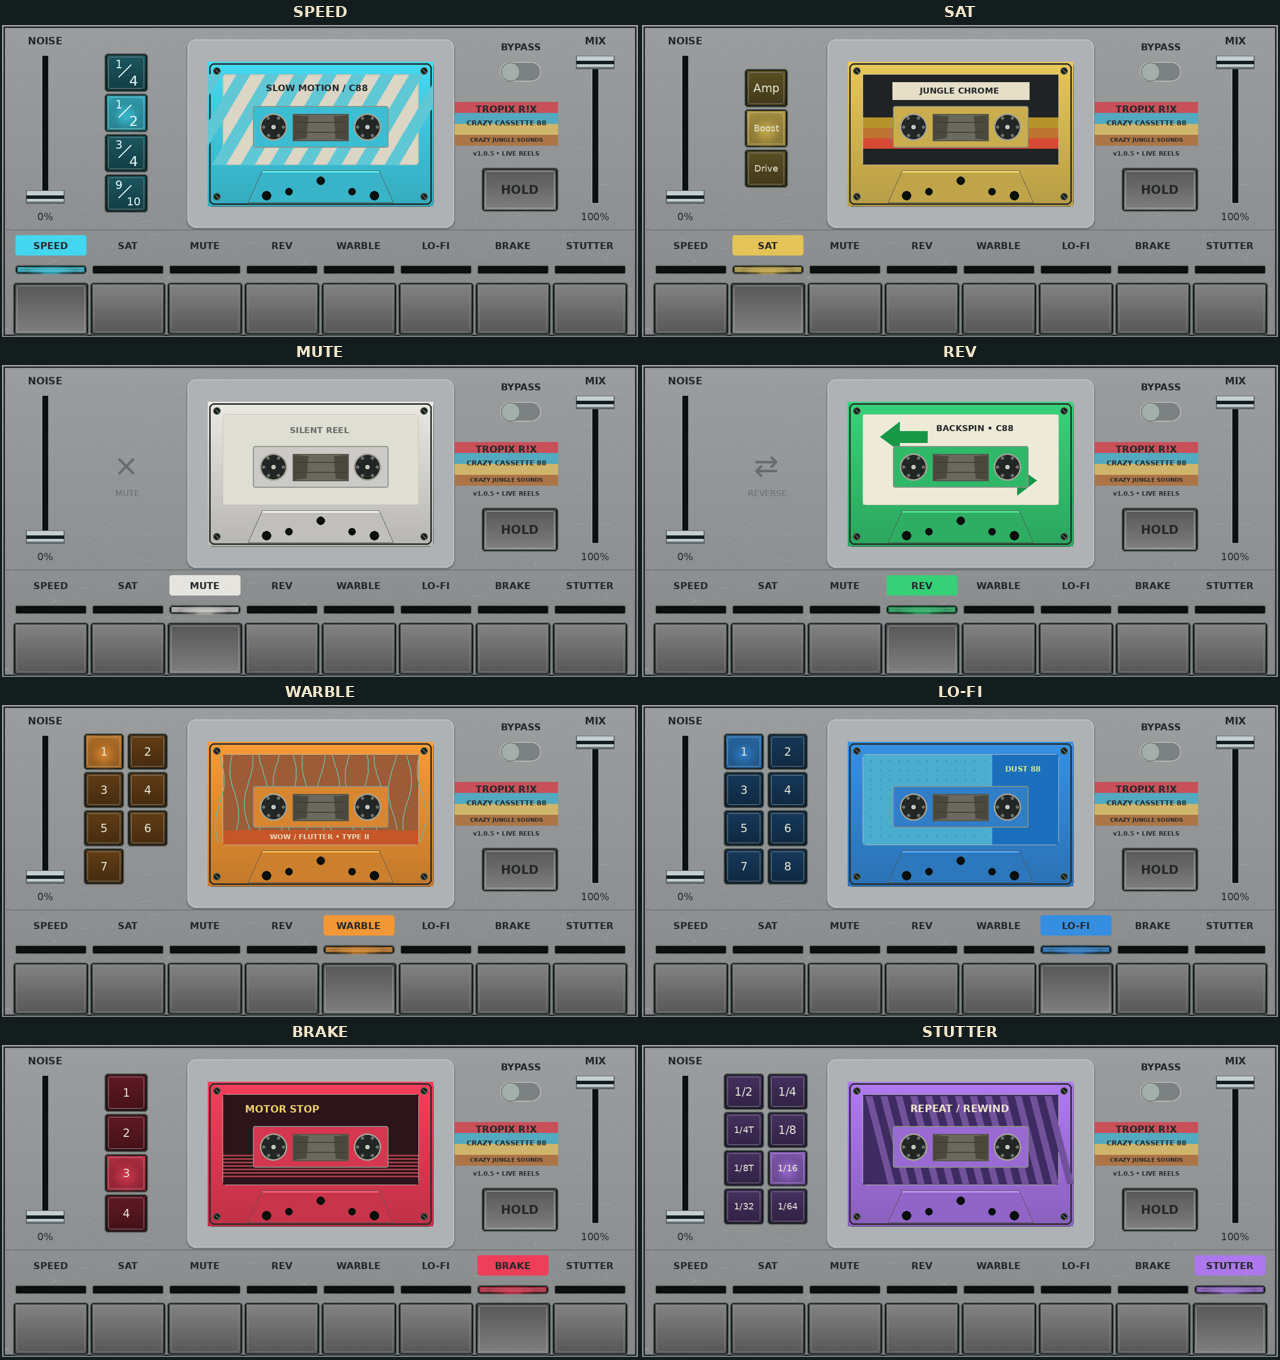 SPEED
NOISE
1/4
1/2
3/4
9/10
0%
SLOW MOTION / C88
BYPASS
TROPIX R!X
CRAZY CASSETTE 88
CRAZY JUNGLE SOUNDS
v1.0.5 • LIVE REELS
HOLD
MIX
100%
SPEED SAT MUTE REV WARBLE LO-FI BRAKE STUTTER
SAT
NOISE
Amp
Boost
Drive
0%
JUNGLE CHROME
BYPASS
TROPIX R!X
CRAZY CASSETTE 88
CRAZY JUNGLE SOUNDS
v1.0.5 • LIVE REELS
HOLD
MIX
100%
SPEED SAT MUTE REV WARBLE LO-FI BRAKE STUTTER
MUTE
NOISE
MUTE
0%
SILENT REEL
BYPASS
TROPIX R!X
CRAZY CASSETTE 88
CRAZY JUNGLE SOUNDS
v1.0.5 • LIVE REELS
HOLD
MIX
100%
SPEED SAT MUTE REV WARBLE LO-FI BRAKE STUTTER
REV
NOISE
REVERSE
0%
BACKSPIN • C88
BYPASS
TROPIX R!X
CRAZY CASSETTE 88
CRAZY JUNGLE SOUNDS
v1.0.5 • LIVE REELS
HOLD
MIX
100%
SPEED SAT MUTE REV WARBLE LO-FI BRAKE STUTTER
WARBLE
NOISE
1 2
3 4
5 6
7
0%
WOW / FLUTTER • TYPE II
BYPASS
TROPIX R!X
CRAZY CASSETTE 88
CRAZY JUNGLE SOUNDS
v1.0.5 • LIVE REELS
HOLD
MIX
100%
SPEED SAT MUTE REV WARBLE LO-FI BRAKE STUTTER
LO-FI
NOISE
1 2
3 4
5 6
7 8
0%
DUST 88
BYPASS
TROPIX R!X
CRAZY CASSETTE 88
CRAZY JUNGLE SOUNDS
v1.0.5 • LIVE REELS
HOLD
MIX
100%
SPEED SAT MUTE REV WARBLE LO-FI BRAKE STUTTER
BRAKE
NOISE
1
2
3
4
0%
MOTOR STOP
BYPASS
TROPIX R!X
CRAZY CASSETTE 88
CRAZY JUNGLE SOUNDS
v1.0.5 • LIVE REELS
HOLD
MIX
100%
SPEED SAT MUTE REV WARBLE LO-FI BRAKE STUTTER
STUTTER
NOISE
1/2 1/4
1/4T 1/8
1/8T 1/16
1/32 1/64
0%
REPEAT / REWIND
BYPASS
TROPIX R!X
CRAZY CASSETTE 88
CRAZY JUNGLE SOUNDS
v1.0.5 • LIVE REELS
HOLD
MIX
100%
SPEED SAT MUTE REV WARBLE LO-FI BRAKE STUTTER